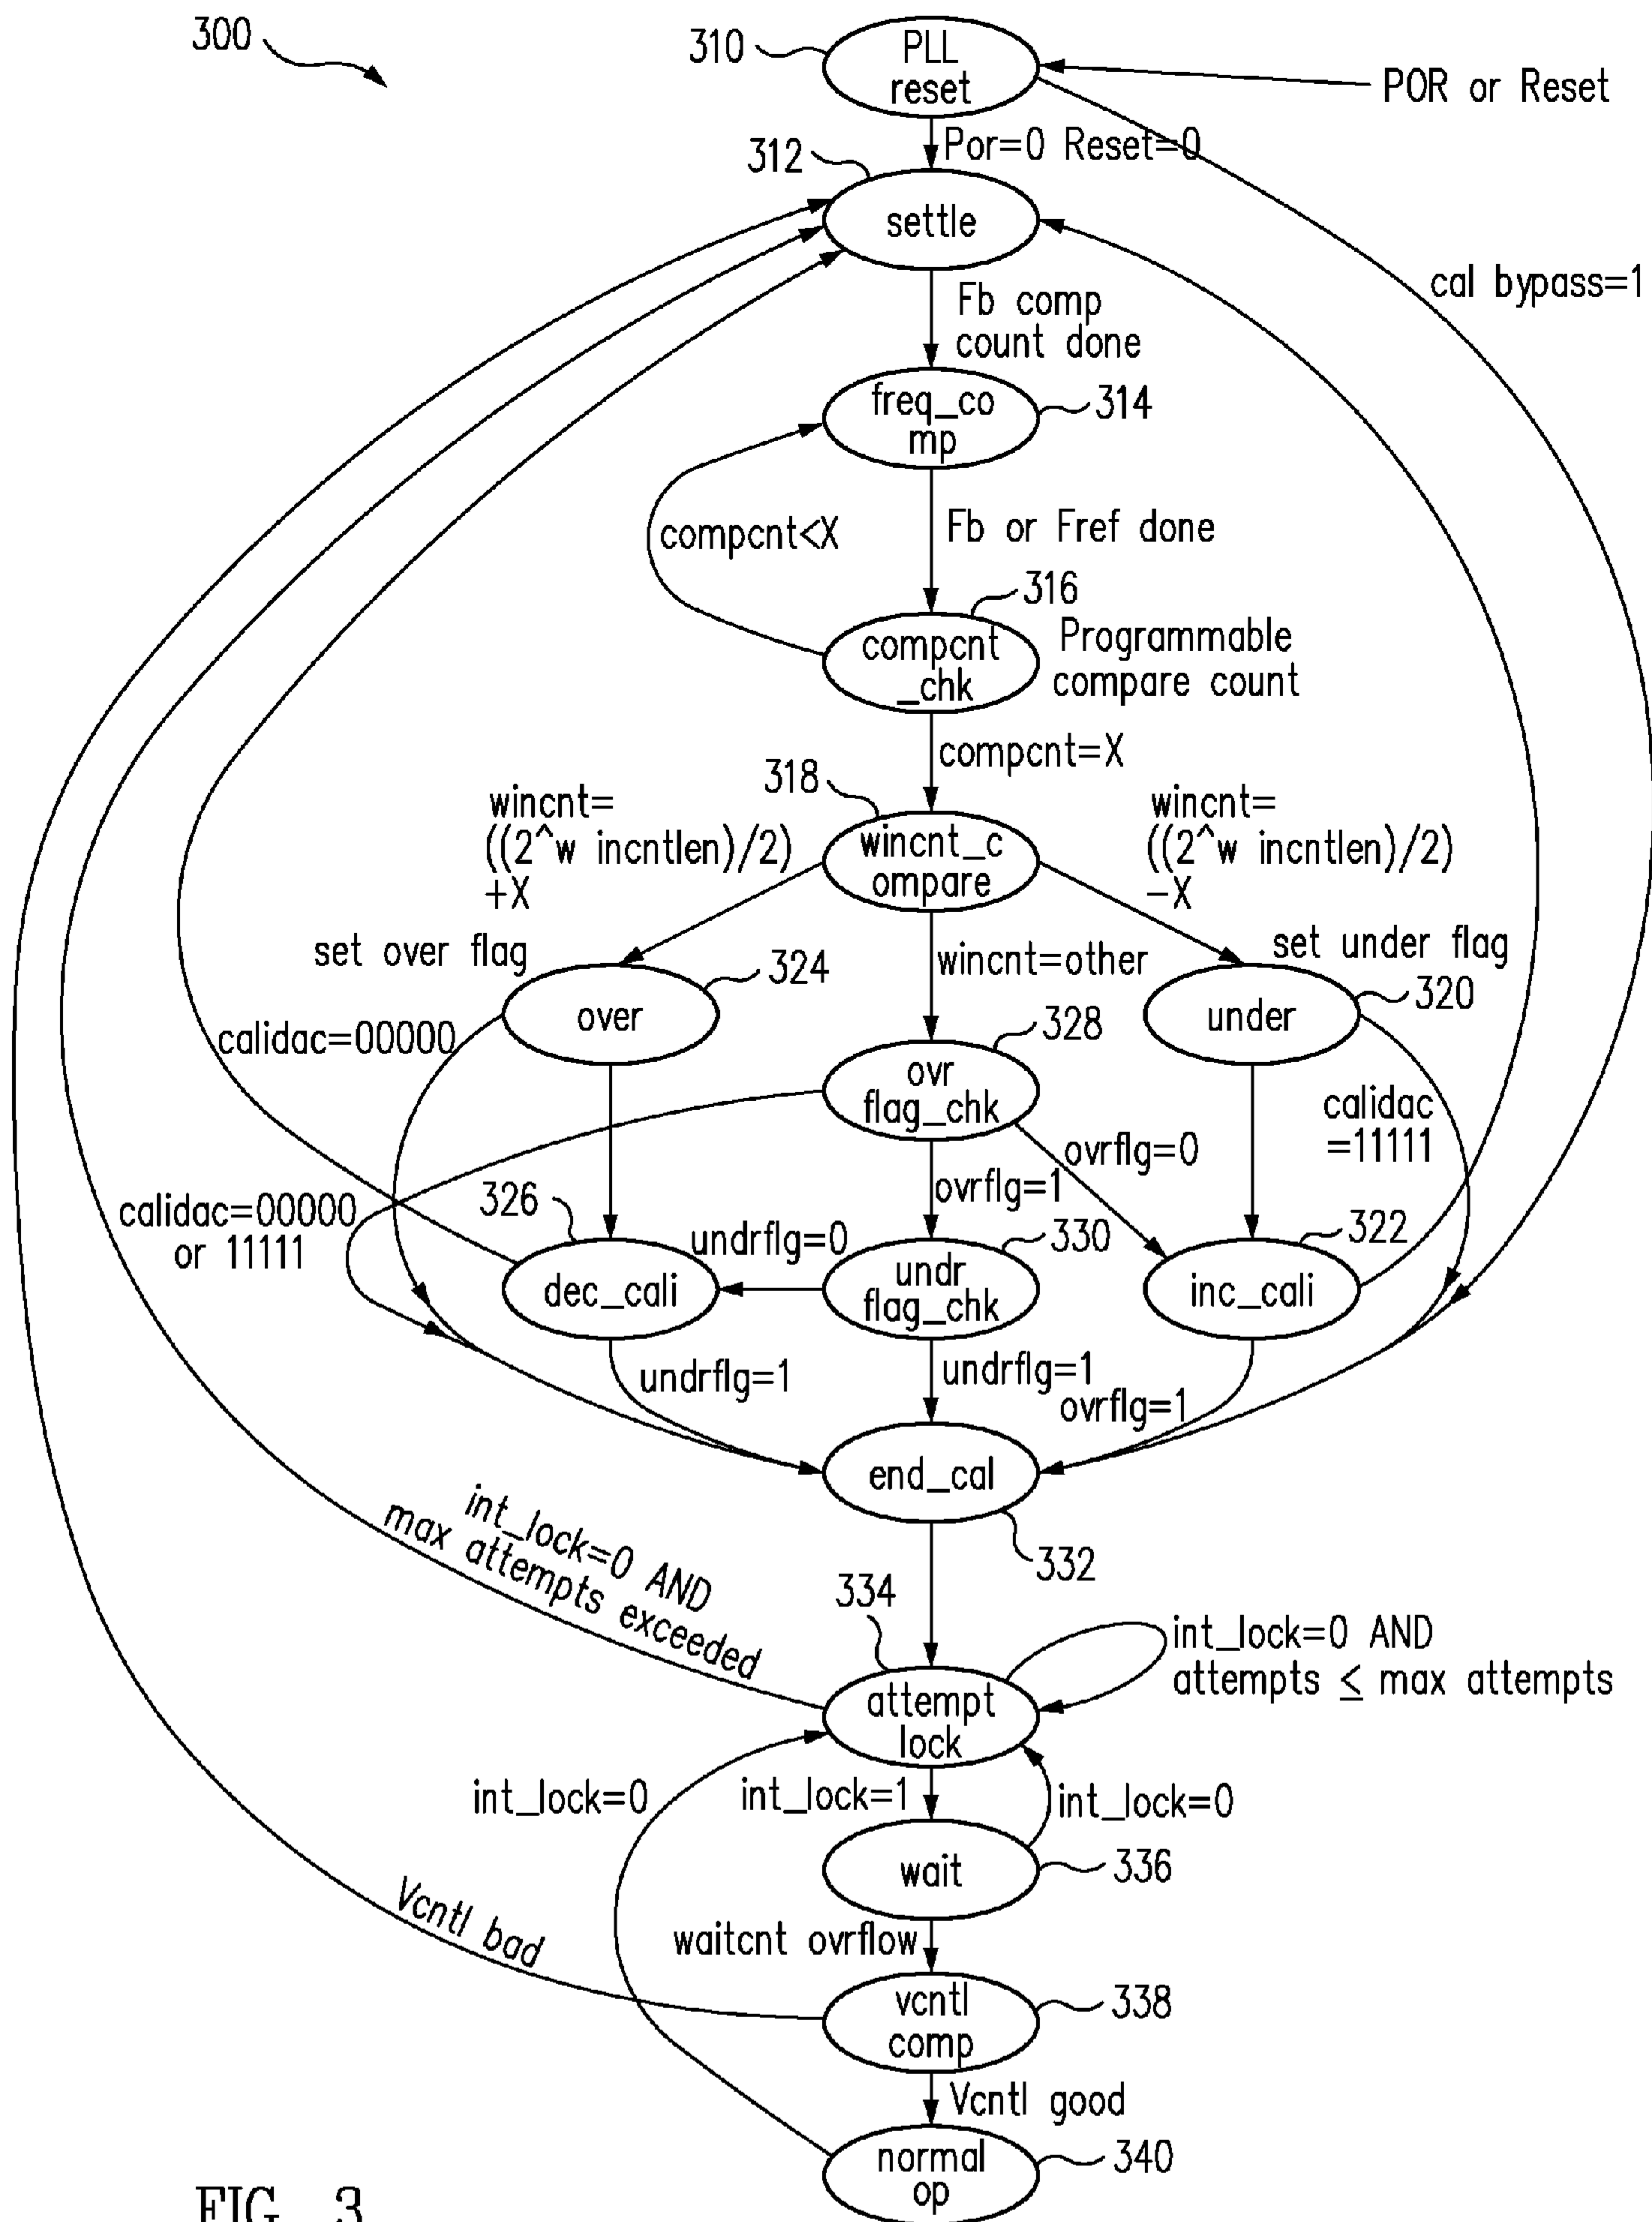 300
310
PLL
reset
POR or Reset
Por=0 Reset=0
312
settle
cal bypass=1
Fb comp
count done
freq_co
mp
314
compcnt<X
Fb or Fref done
316
compcnt
_chk
Programmable
compare count
compcnt=X
318
wincnt=
((2^w incntlen)/2)
+X
wincnt_c
ompare
wincnt=
((2^w incntlen)/2)
-X
set over flag
324
wincnt=other
set under flag
320
over
under
calidac=00000
328
ovr
flag_chk
calidac
=11111
ovrflg=0
ovrflg=1
calidac=00000
or 11111
326
undrflg=0
330
322
dec_cali
undr
flag_chk
inc_cali
undrflg=1
undrflg=1
ovrflg=1
end_cal
332
int_lock=0 AND
max attempts exceeded
334
int_lock=0 AND
attempts ≤ max attempts
attempt
lock
int_lock=0
int_lock=1
int_lock=0
wait
336
Vcntl bad
waitcnt ovrflow
vcntl
comp
338
Vcntl good
normal
op
340
FIG. 3